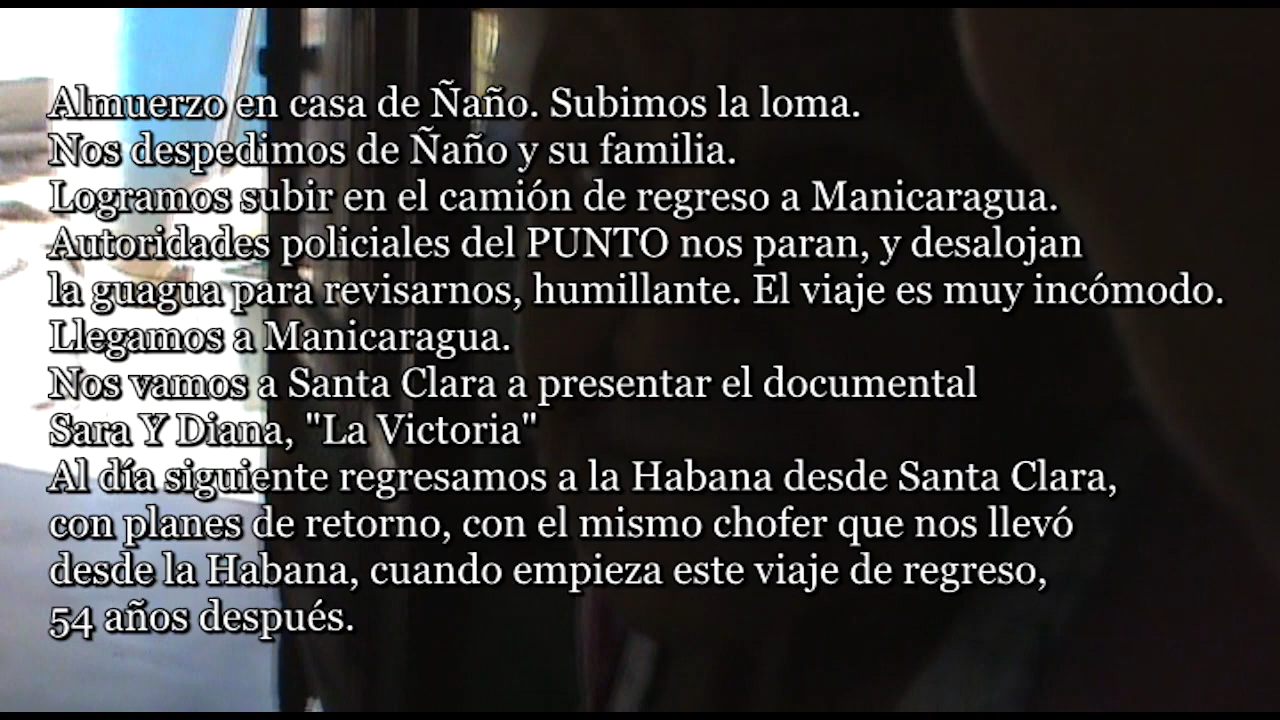 Almuerzo en casa de Ñaño. Subimos la loma.
Nos despedimos de Ñaño y su familia.
Logramos subir en el camión de regreso a Manicaragua.
Autoridades policiales del PUNTO nos paran, y desalojan
la guagua para revisarnos, humillante. El viaje es muy incómodo.
Llegamos a Manicaragua.
Nos vamos a Santa Clara a presentar el documental
Sara Y Diana, "La Victoria"
Al día siguiente regresamos a la Habana desde Santa Clara,
con planes de retorno, con el mismo chofer que nos llevó
desde la Habana, cuando empieza este viaje de regreso,
54 años después.